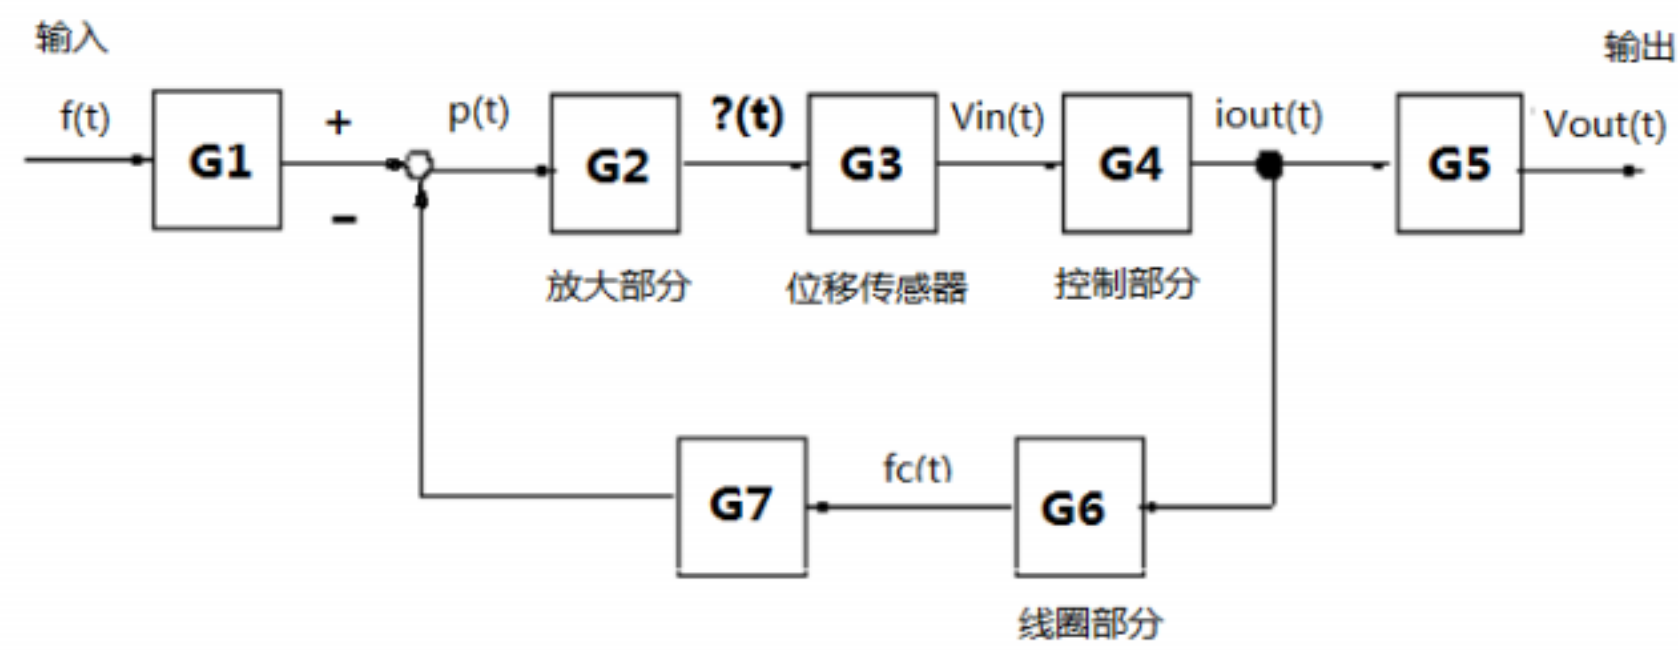 输入
输出
f(t)
G1
+
-
p(t)
G2
?(t)
G3
Vin(t)
G4
iout(t)
G5
Vout(t)
放大部分
位移传感器
控制部分
G7
fc(t)
G6
线圈部分